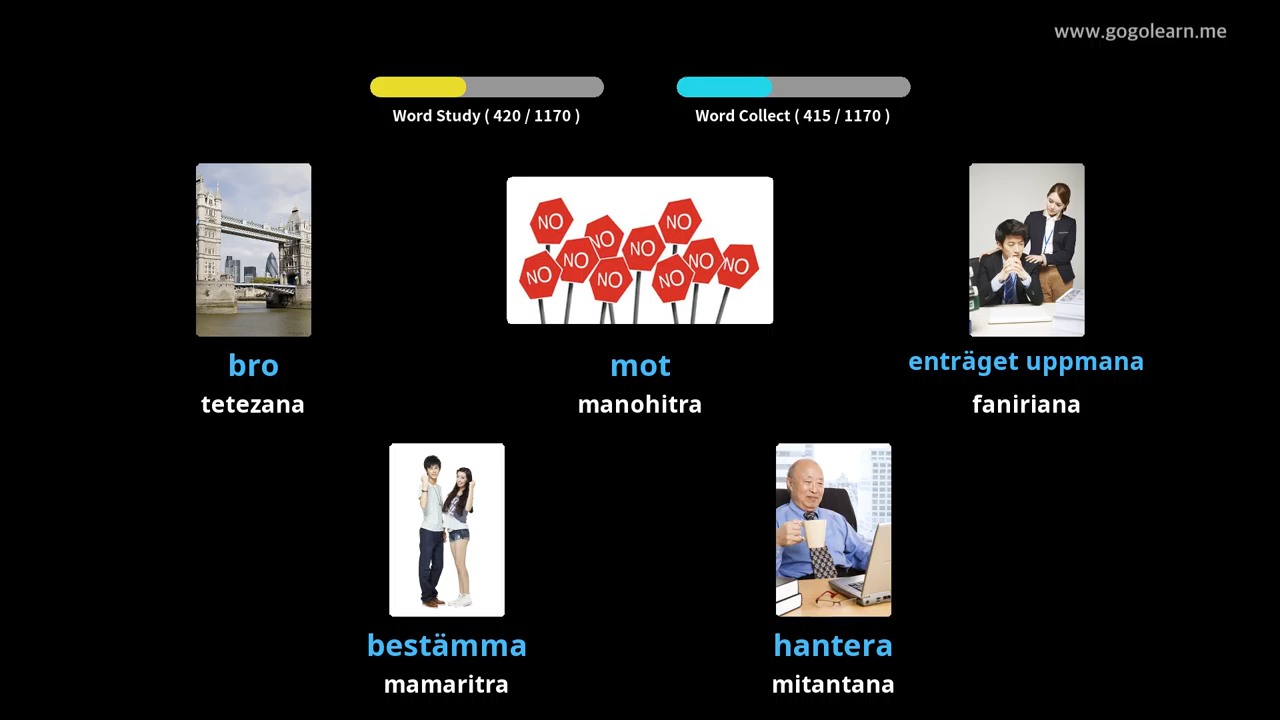 www.gogolearn.me
Word Study ( 420 / 1170 )
Word Collect ( 415 / 1170 )
NO
NO
NO
NO
NO
NO
NO
NO
NO
NO
bro
mot
enträget uppmana
tetezana
manohitra
faniriana
bestämma
hantera
mamaritra
mitantana